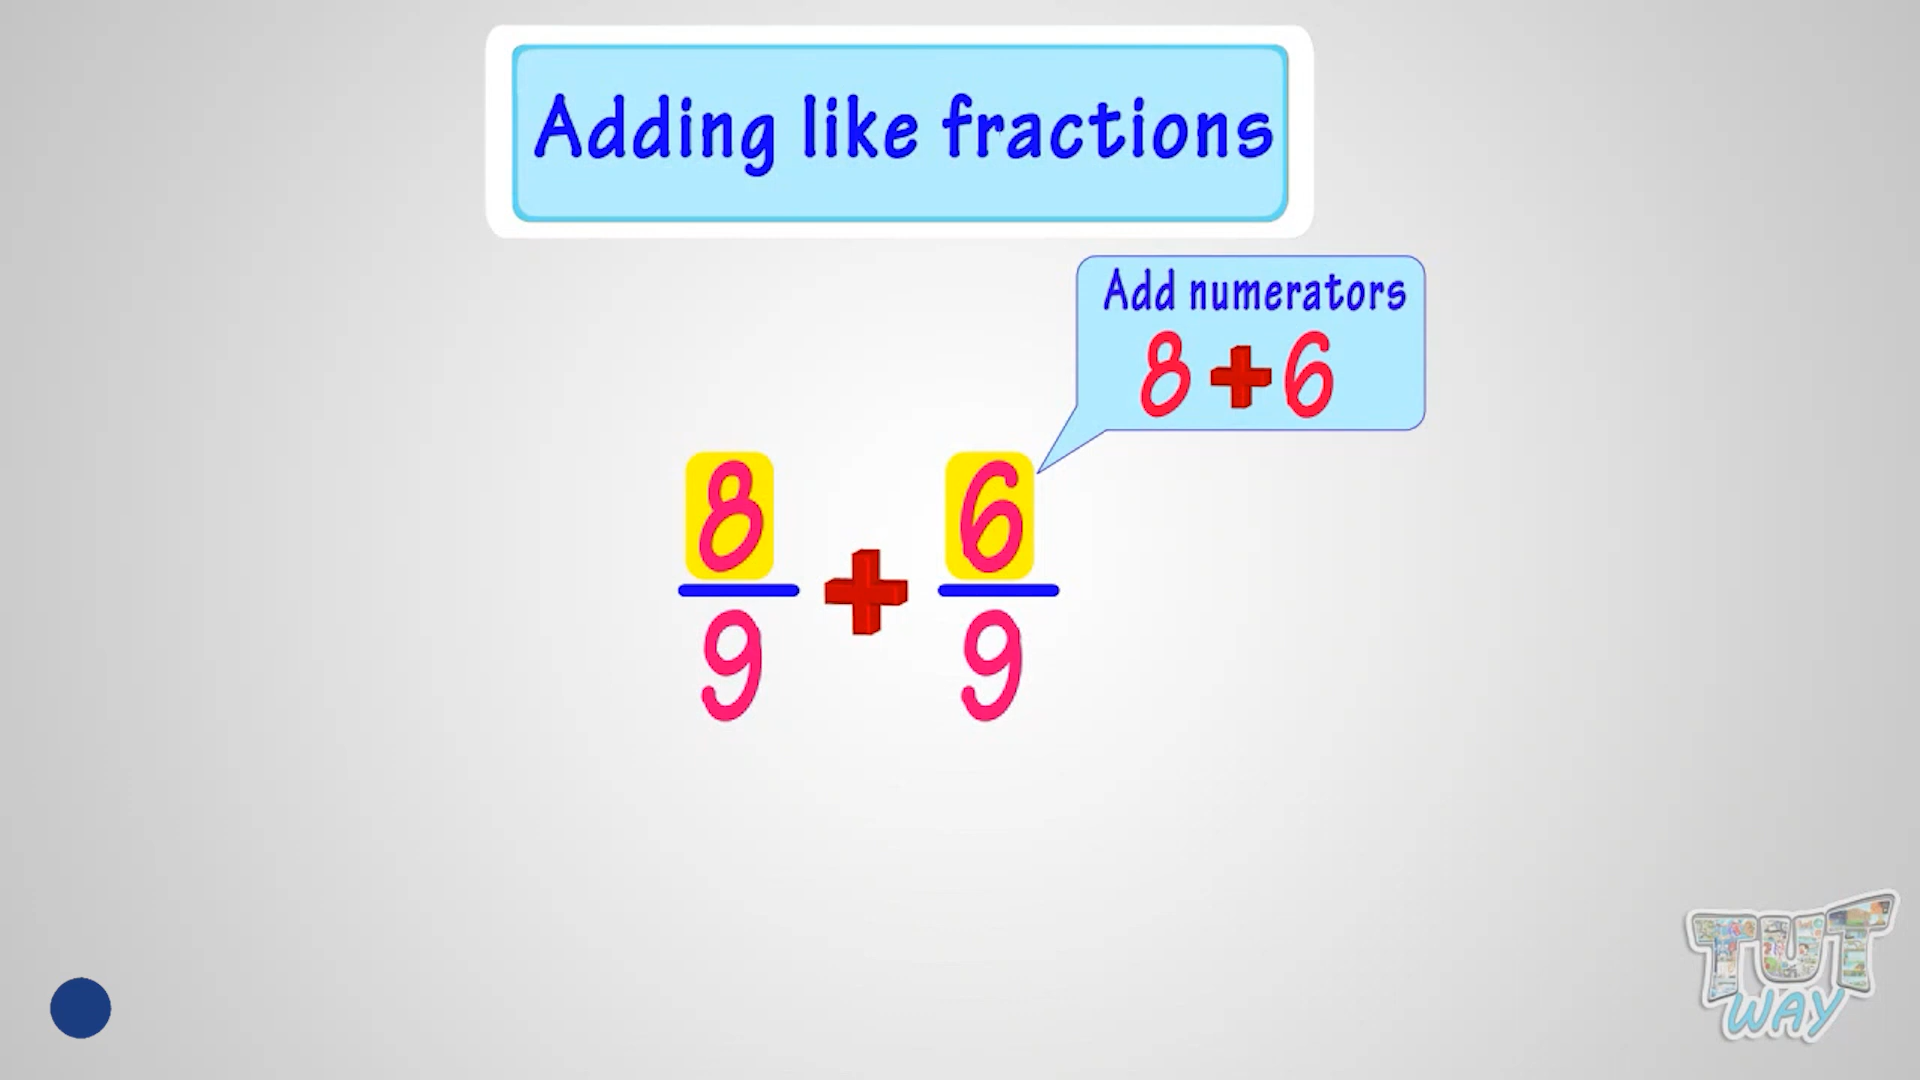 Adding like fractions
Add numerators
8 + 6
8 + 6
9 9
TUT
WAY